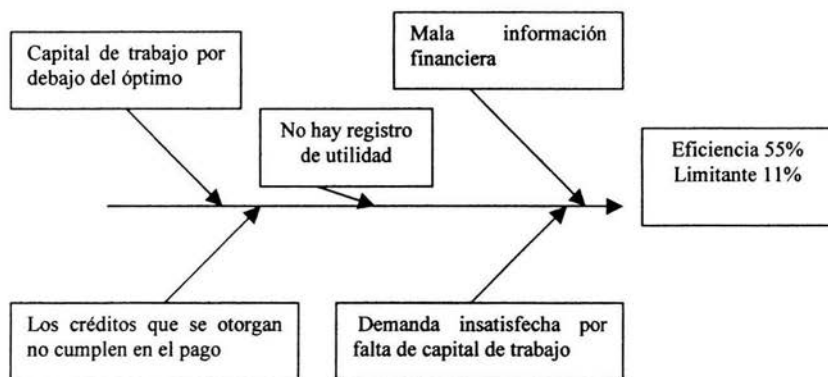 Capital de trabajo por
debajo del óptimo
Mala información
financiera
No hay registro
de utilidad
Eficiencia 55%
Limitante 11%
Los créditos que se otorgan
no cumplen en el pago
Demanda insatisfecha por
falta de capital de trabajo